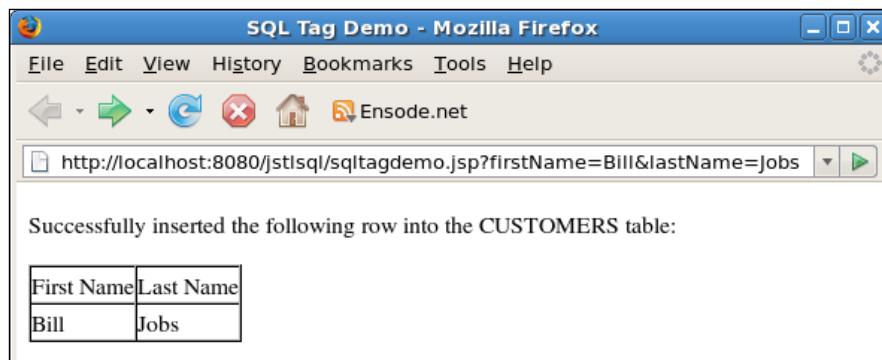 SQL Tag Demo - Mozilla Firefox
File Edit View History Bookmarks Tools Help
Ensode.net
http://localhost:8080/jstlsql/sqltagdemo.jsp?firstName=Bill&lastName=Jobs
Successfully inserted the following row into the CUSTOMERS table:
First Name Last Name
Bill Jobs